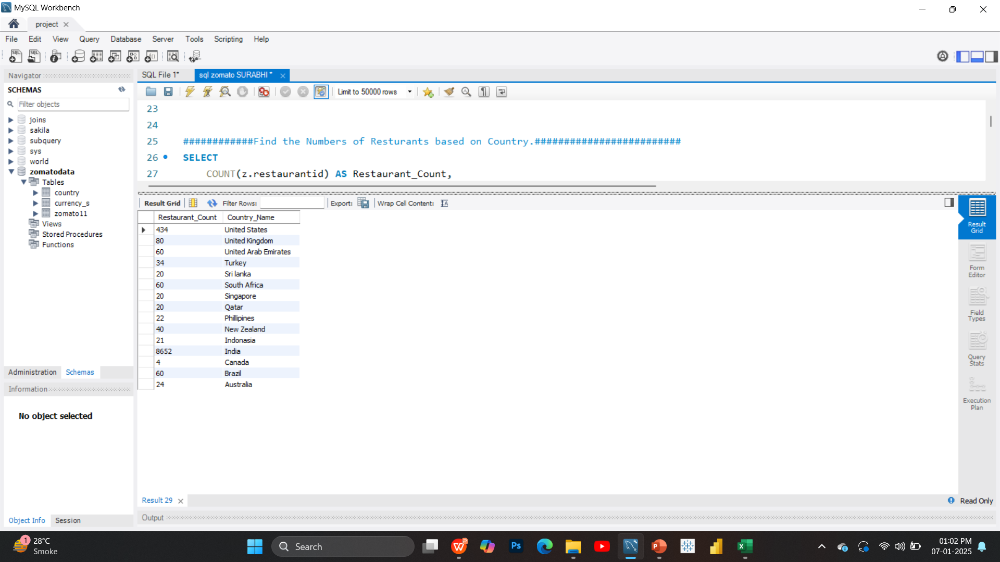 MySQL Workbench
project
File Edit View Query Database Server Tools Scripting Help
Navigator
SCHEMAS
Filter objects
joins
sakila
subquery
sys
world
zomatodata
Tables
country
currency_s
zomato11
Views
Stored Procedures
Functions
Administration Schemas
Information
No object selected
Object Info Session
SQL File 1* sql zomato SURABHI *
Limit to 50000 rows
23
24
25 ############Find the Numbers of Resturants based on Country.#########################
26 SELECT
27 COUNT(z.restaurantid) AS Restaurant_Count,
Result Grid Filter Rows: Export: Wrap Cell Content:
Restaurant_Count Country_Name
434 United States
80 United Kingdom
60 United Arab Emirates
34 Turkey
20 Sri lanka
60 South Africa
20 Singapore
20 Qatar
22 Phillipines
40 New Zealand
21 Indonasia
8652 India
4 Canada
60 Brazil
24 Australia
Result
Grid
Form
Editor
Field
Types
Query
Stats
Execution
Plan
Result 29
Read Only
Output
1
28°C
Smoke
Search
Ps
01:02 PM
07-01-2025